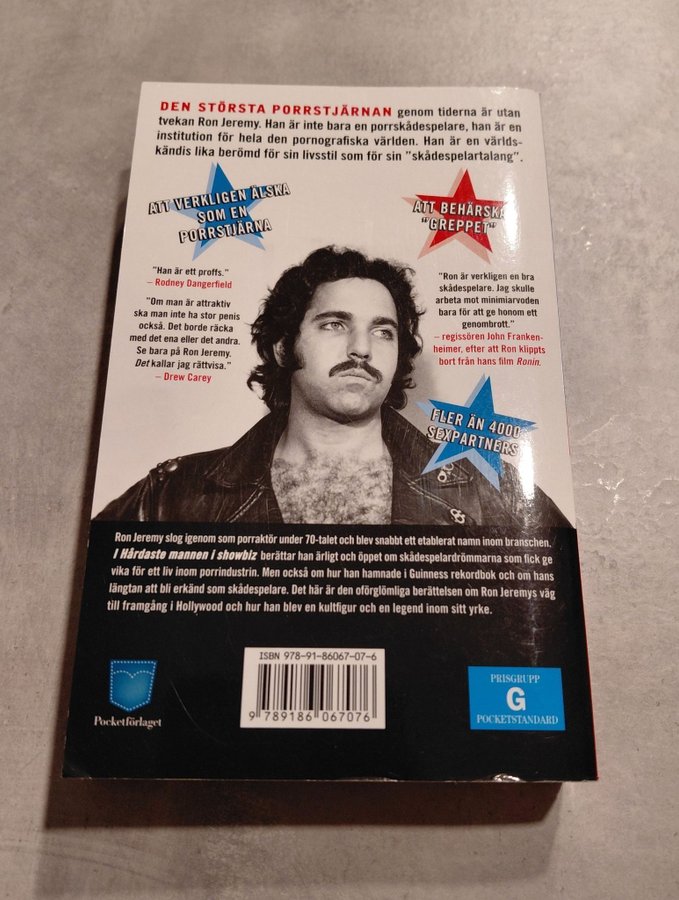 DEN STÖRSTA PORRSTJÄRNAN genom tiderna är utan
tvekan Ron Jeremy. Han är inte bara en porrskådespelare, han är en
institution för hela den pornografiska världen. Han är en världs-
kändis lika berömd för sin livsstil som för sin "skådespelartalang".
ATT VERKLIGEN ÄLSKA
SOM EN
PORRSTJÄRNA
"Han är ett proffs."
– Rodney Dangerfield
"Om man är attraktiv
ska man inte ha stor penis
också. Det borde räcka
med det ena eller det andra.
Se bara på Ron Jeremy.
Det kallar jag rättvisa."
– Drew Carey
ATT BEHÄRSKA
"GREPPET"
"Ron är verkligen en bra
skådespelare. Jag skulle
arbeta mot minimiarvoden
bara för att ge honom ett
genombrott."
– regissören John Franken-
heimer, efter att Ron klippts
bort från hans film Ronin.
FLER ÄN 4000
SEXPARTNERS
Ron Jeremy slog igenom som porraktör under 70-talet och blev snabbt ett etablerat namn inom branschen.
I Hårdaste mannen i showbiz berättar han ärligt och öppet om skådespelardrömmarna som fick ge
vika för ett liv inom porrindustrin. Men också om hur han hamnade i Guinness rekordbok och om hans
längtan att bli erkänd som skådespelare. Det här är den oförglömliga berättelsen om Ron Jeremys väg
till framgång i Hollywood och hur han blev en kultfigur och en legend inom sitt yrke.
Pocketförlaget
ISBN 978-91-86067-07-6
9 789186 067076
PRISGRUPP
G
POCKETSTANDARD